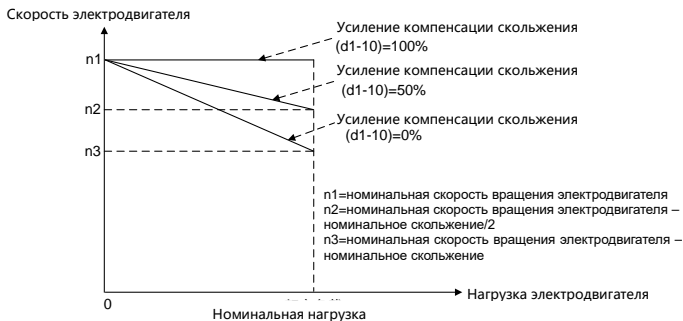 Скорость электродвигателя
Усиление компенсации скольжения
(d1-10)=100%
n1
Усиление компенсации скольжения
(d1-10)=50%
n2
Усиление компенсации скольжения
(d1-10)=0%
n3
n1=номинальная скорость вращения электродвигателя
n2=номинальная скорость вращения электродвигателя –
номинальное скольжение/2
n3=номинальная скорость вращения электродвигателя –
номинальное скольжение
Нагрузка электродвигателя
0
Номинальная нагрузка